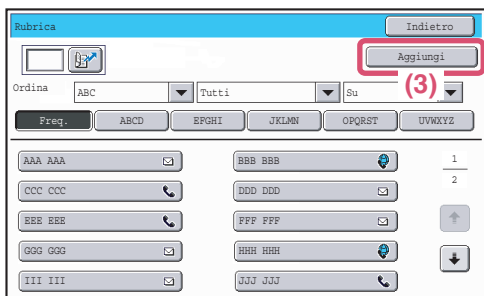 Rubrica Indietro
Aggiungi
(3)
Ordina ABC Tutti Su
Freq. ABCD EFGHI JKLMN OPQRST UVWXYZ
AAA AAA BBB BBB 1
CCC CCC DDD DDD 2
EEE EEE FFF FFF
GGG GGG HHH HHH
III III JJJ JJJ